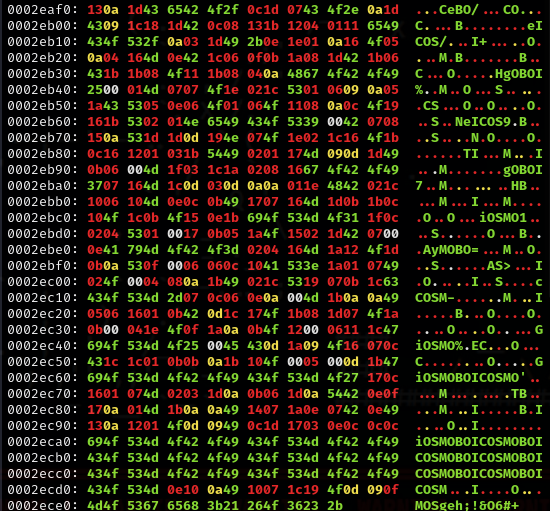 0002eaf0: 130a 1d43 6542 4f2f 0c1d 0743 4f2e 0a1d  ...CeBO/...CO...
0002eb00: 4309 1c18 1d42 0c08 131b 1204 0111 6549  C....B........eI
0002eb10: 434f 532f 0a03 1d49 2b0e 1e01 0a16 4f05  COS/...I+.....O.
0002eb20: 0a04 164d 0e42 1c06 0f0b 1a08 1d42 1b06  ...M.B.......B..
0002eb30: 431b 1b08 4f11 1b08 040a 4867 4f42 4f49  C...O.....HgOBOI
0002eb40: 2500 014d 0707 4f1e 021c 5301 0609 0a05  %..M..O...S.....
0002eb50: 1a43 5305 0e06 4f01 064f 1108 0a0c 4f19  .CS...O..O....O.
0002eb60: 161b 5302 014e 6549 434f 5339 0042 0708  ..S..NeICOS9.B..
0002eb70: 150a 531d 1d0d 194e 074f 1e02 1c16 4f1b  ..S....N.O....O.
0002eb80: 0c16 1201 031b 5449 0201 174d 090d 1d49  ......TI...M...I
0002eb90: 0b06 004d 1f03 1c1a 0208 1667 4f42 4f49  ...M.......gOBOI
0002eba0: 3707 164d 1c0d 030d 0a0a 011e 4842 021c  7..M........HB..
0002ebb0: 1006 104d 0e0c 0b49 1707 164d 1d0b 1b0c  ...M...I...M....
0002ebc0: 104f 1c0b 4f15 0e1b 694f 534d 4f31 1f0c  .O..O...iOSMO1..
0002ebd0: 0204 5301 0017 0b05 1a4f 1502 1d42 0700  ..S......O...B..
0002ebe0: 0e41 794d 4f42 4f3d 0204 164d 1a12 4f1d  .AyMOBO=...M..O.
0002ebf0: 0b0a 530f 0006 060c 1041 533e 1a01 0749  ..S......AS>...I
0002ec00: 024f 0004 080a 1b49 021c 5319 070b 1c63  .O.....I..S....c
0002ec10: 434f 534d 2d07 0c06 0e0a 004d 1b0a 0a49  COSM-......M...I
0002ec20: 0506 1601 0b42 0d1c 174f 1b08 1d07 4f1a  .....B...O....O.
0002ec30: 0b00 041e 4f0f 1a0a 0b4f 1200 0611 1c47  ....O....O.....G
0002ec40: 694f 534d 4f25 0045 430d 1a09 4f16 070c  iOSMO%.EC...O...
0002ec50: 431c 1c01 0b0b 0a1b 104f 0005 000d 1b47  C........O.....G
0002ec60: 694f 534d 4f42 4f49 434f 534d 4f27 170c  iOSMOBOICOSMO'..
0002ec70: 1601 074d 0203 1d0a 0b06 1d0a 5442 0e0f  ...M........TB..
0002ec80: 170a 014d 1b0a 0a49 1407 1a0e 0742 0e49  ...M...I.....B.I
0002ec90: 130a 1201 4f0d 0949 0c1d 1703 0e0c 0c0c  ....O..I........
0002eca0: 694f 534d 4f42 4f49 434f 534d 4f42 4f49  iOSMOBOICOSMOBOI
0002ecb0: 434f 534d 4f42 4f49 434f 534d 4f42 4f49  COSMOBOICOSMOBOI
0002ecc0: 434f 534d 4f42 4f49 434f 534d 4f42 4f49  COSMOBOICOSMOBOI
0002ecd0: 434f 534d 0e10 0a49 1007 1c19 4f0d 090f  COSM...I....O...
0002ece0: 4d4f 5367 6568 3b21 264f 3623 2b  MOSgeh;!&O6#+